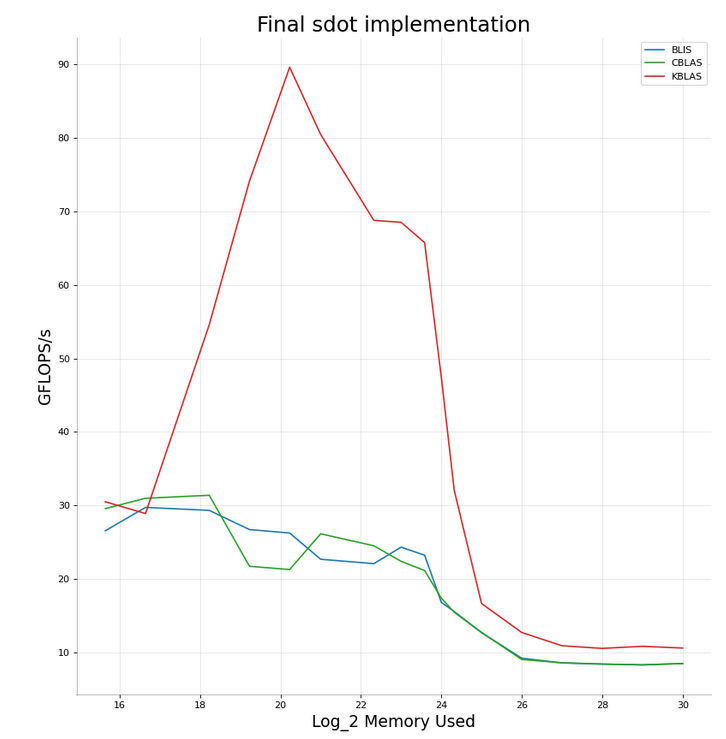 Final sdot implementation
BLIS
CBLAS
KBLAS
90
80
70
60
50
40
30
20
10
GFLOPS/s
16 18 20 22 24 26 28 30
Log_2 Memory Used